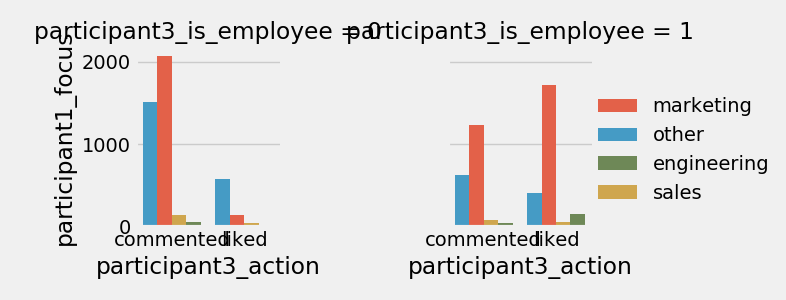 participant3_is_employee = 0
participant3_is_employee = 1
participant1_focus
2000
1000
0
commented
liked
commented
liked
participant3_action
participant3_action
marketing
other
engineering
sales